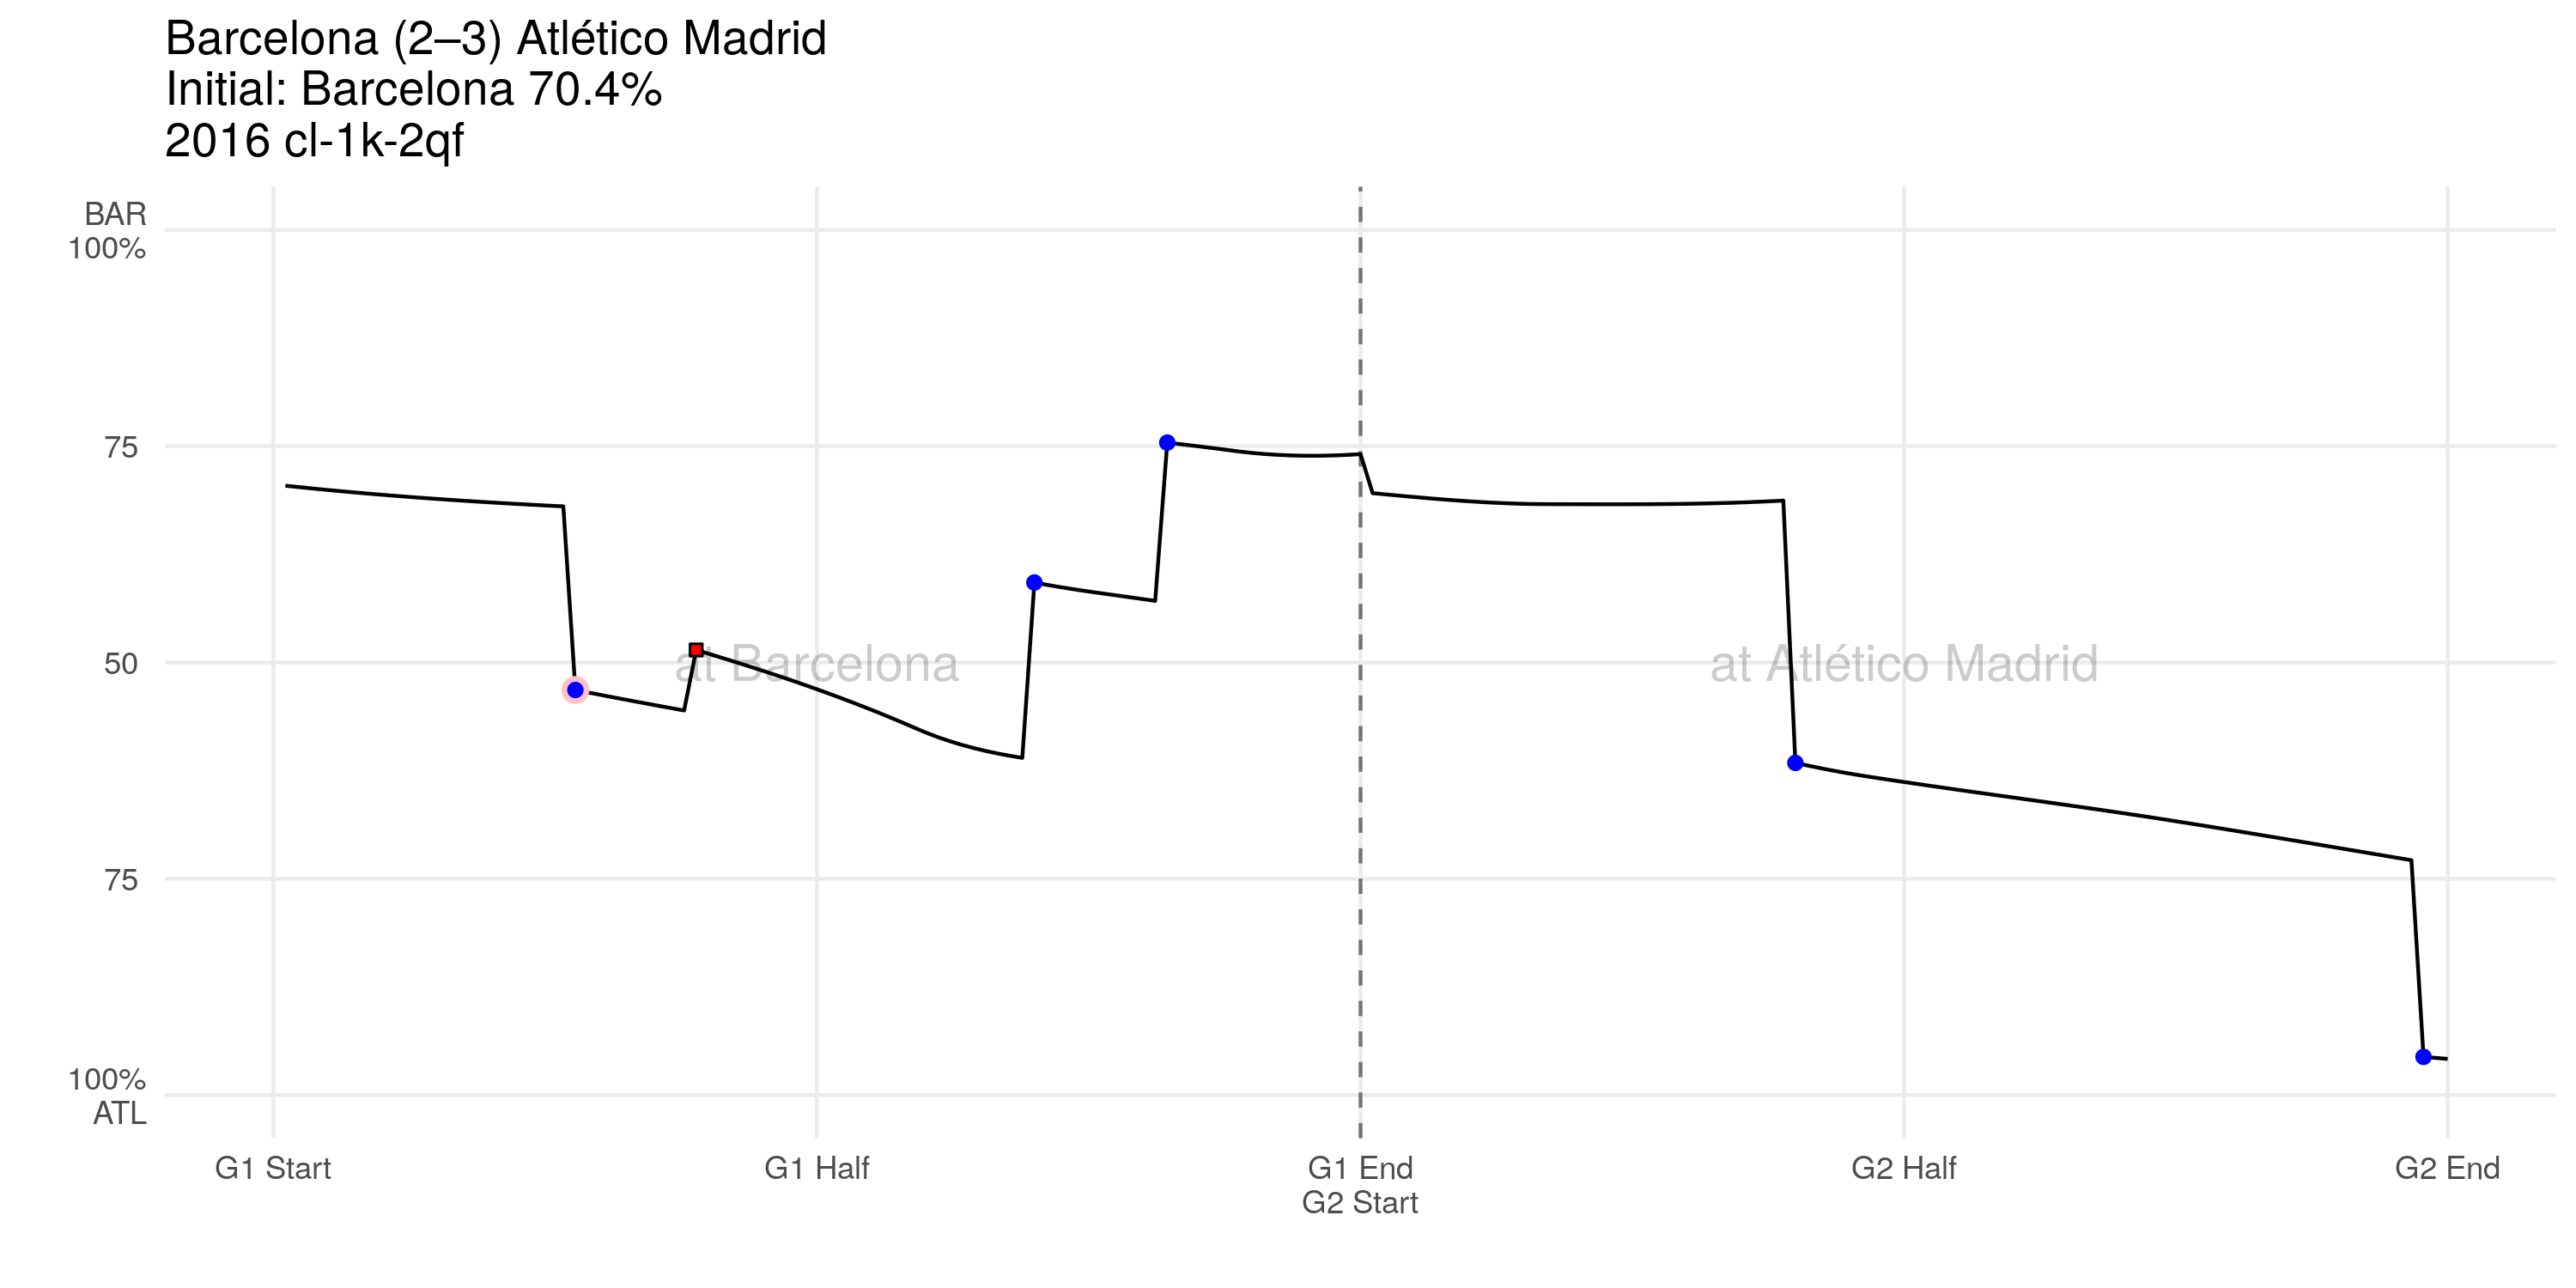 Barcelona (2–3) Atlético Madrid
Initial: Barcelona 70.4%
2016 cl-1k-2qf
BAR
100%
75
50
75
100%
ATL
at Barcelona
at Atlético Madrid
G1 Start
G1 Half
G1 End
G2 Start
G2 Half
G2 End